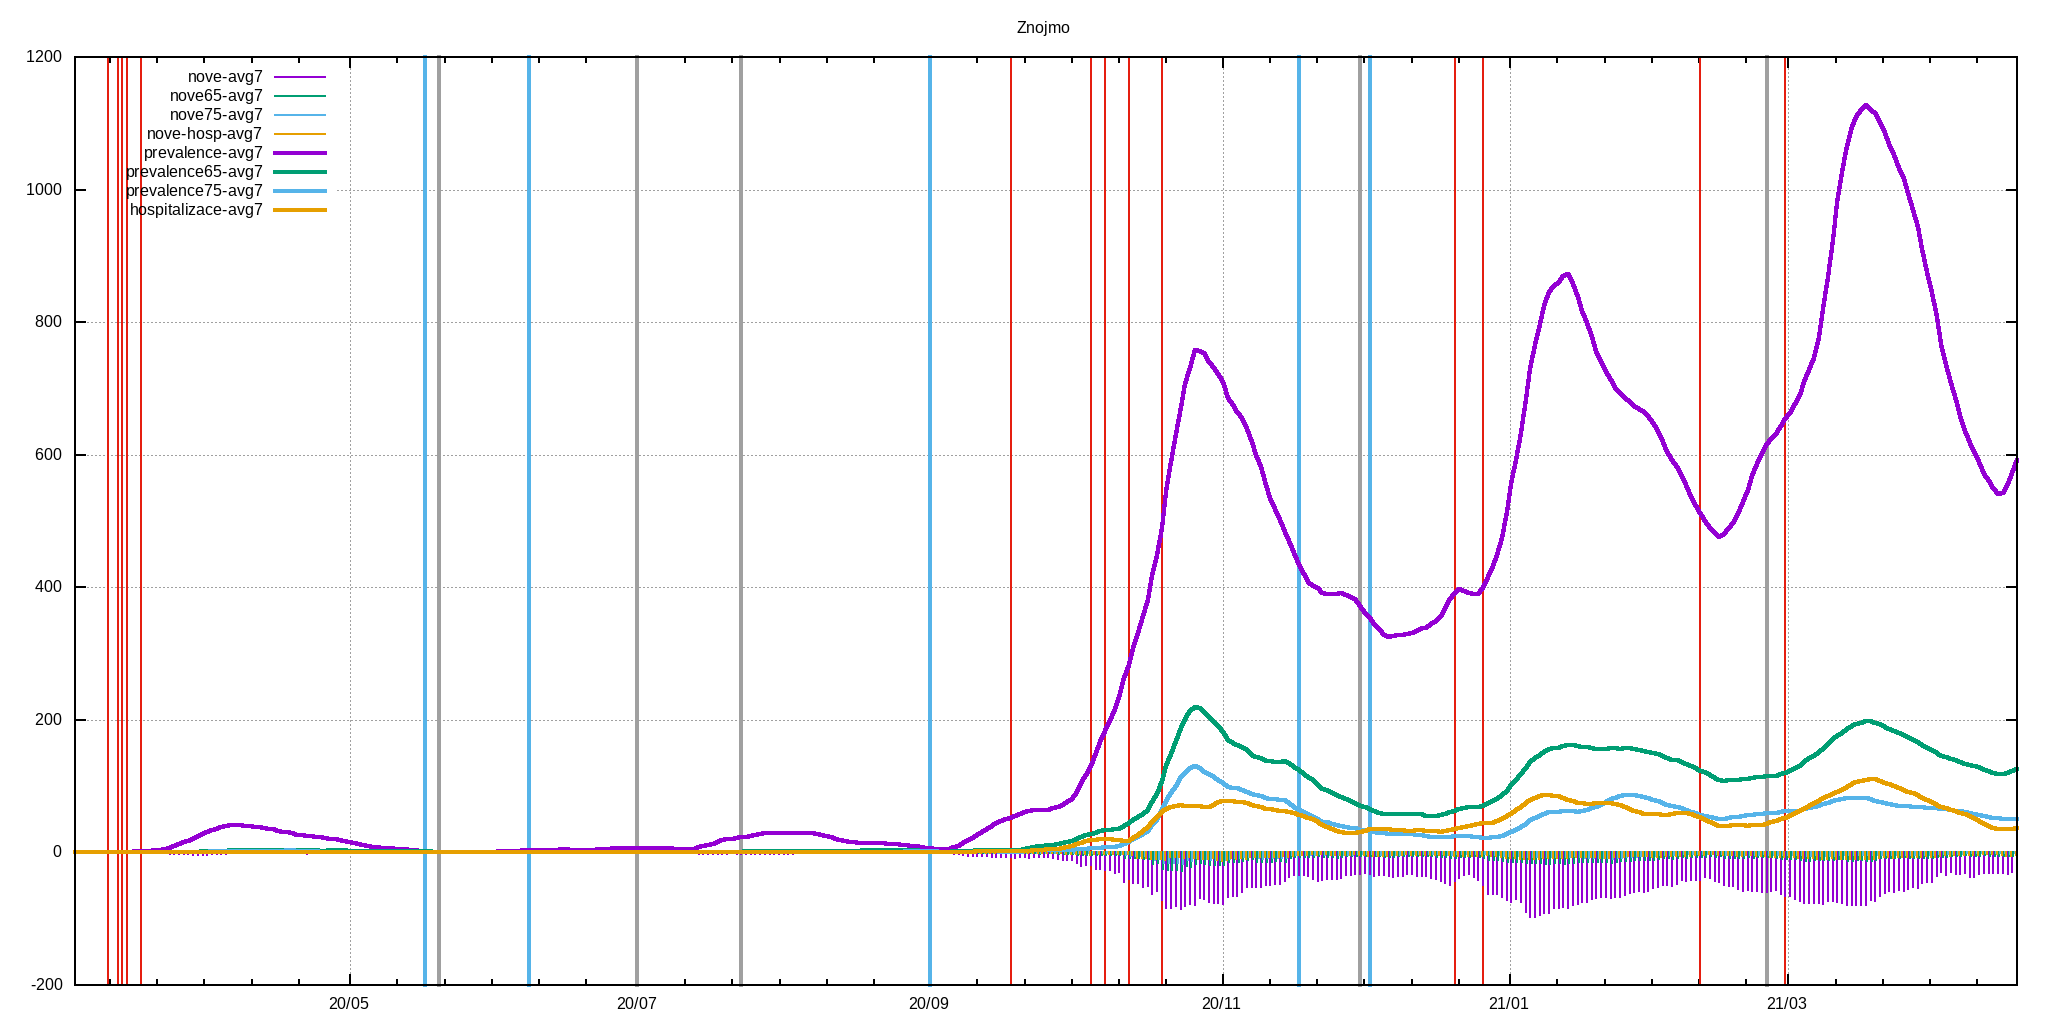 Znojmo
1200
1000
800
600
400
200
0
-200
nove-avg7
nove65-avg7
nove75-avg7
nove-hosp-avg7
prevalence-avg7
prevalence65-avg7
prevalence75-avg7
hospitalizace-avg7
20/05 20/07 20/09 20/11 21/01 21/03